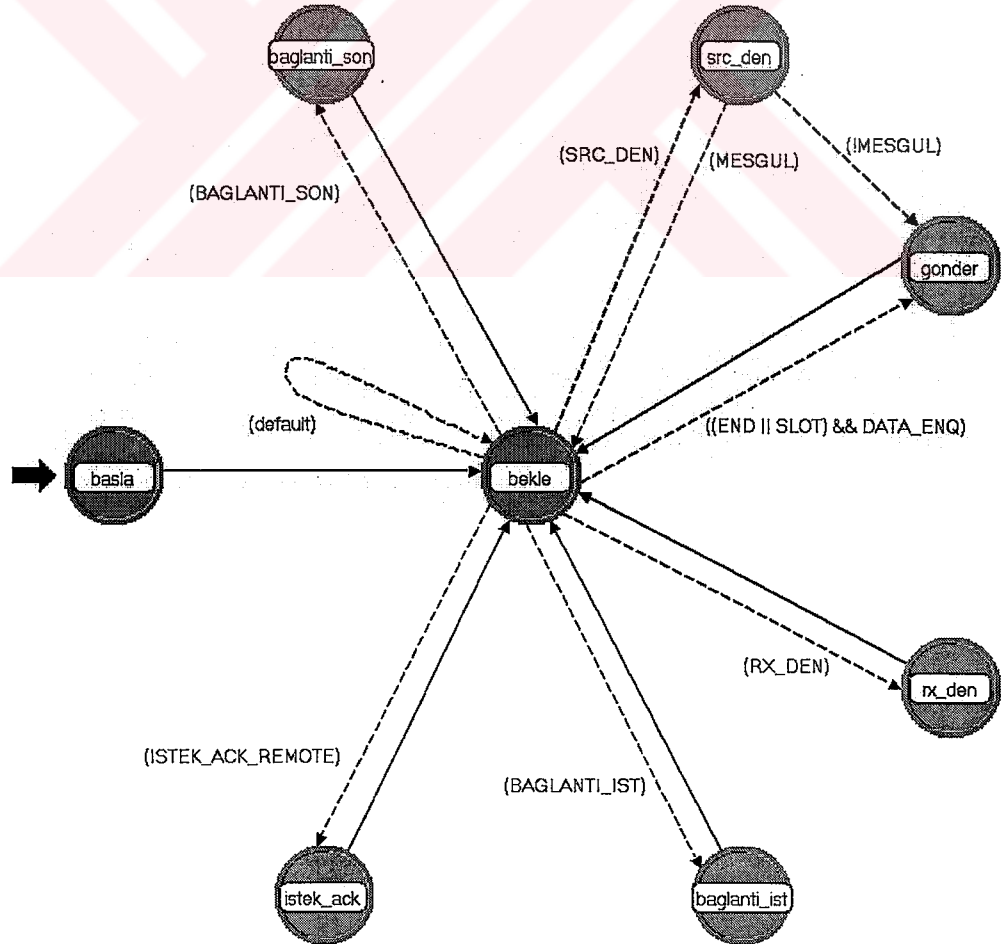 baglanti_son
src_den
(SRC_DEN)
(MESGUL)
(!MESGUL)
(BAGLANTI_SON)
gonder
(default)
((END || SLOT) && DATA_ENQ)
basla
bekle
(RX_DEN)
rx_den
(ISTEK_ACK_REMOTE)
(BAGLANTI_IST)
istek_ack
baglanti_ist